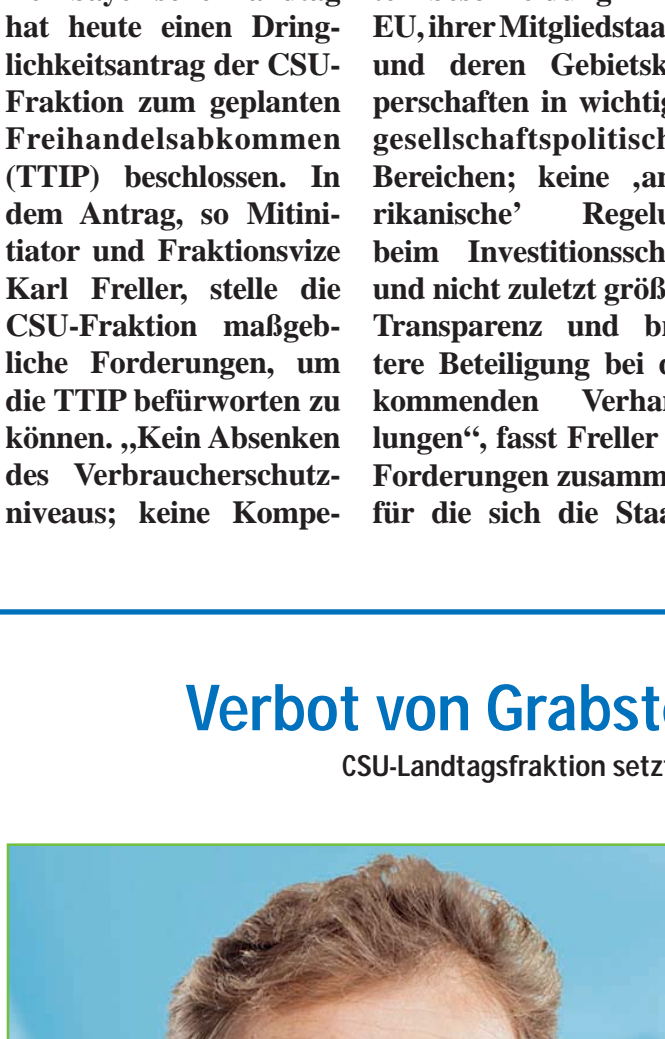 hat heute einen Dring-
lichkeitsantrag der CSU-
Fraktion zum geplanten
Freihandelsabkommen
(TTIP) beschlossen. In
dem Antrag, so Mitini-
tiator und Fraktionsvize
Karl Freller, stelle die
CSU-Fraktion maßgeb-
liche Forderungen, um
die TTIP befürworten zu
können. „Kein Absenken
des Verbraucherschutz-
niveaus; keine Kompe-
EU, ihrer Mitgliedstaa
und deren Gebietsk
perschaften in wichtig
gesellschaftspolitisch
Bereichen; keine ‚am
rikanische’ Regelu
beim Investitionssch
und nicht zuletzt größ
Transparenz und br
tere Beteiligung bei d
kommenden Verhan
lungen“, fasst Freller
Forderungen zusamm
für die sich die Staa
Verbot von Grabste
CSU-Landtagsfraktion setzt